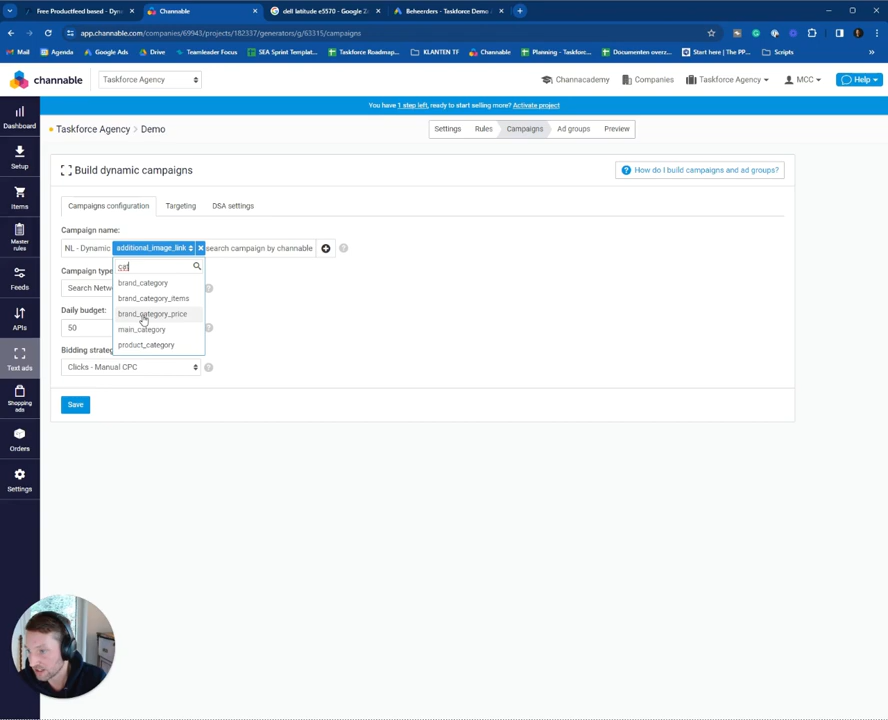 Free Productfeed based - Dyn
Channable
dell latitude e5570 - Google Z
Beheerders - Taskforce Demo
app.channable.com/companies/69943/projects/182337/generators/g/63315/campaigns
Mail
Agenda
Google Ads
Drive
Teamleader Focus
SEA Sprint Templat...
Taskforce Roadmap...
KLANTEN TF
Channable
Planning - Taskforc...
Documenten overz...
Start here | The PP...
Scripts
channable
Taskforce Agency
Channacademy
Companies
Taskforce Agency
MCC
Help
You have 1 step left, ready to start selling more? Activate project
Dashboard
Setup
Items
Master rules
Feeds
APIs
Text ads
Shopping ads
Orders
Settings
Taskforce Agency > Demo
Settings
Rules
Campaigns
Ad groups
Preview
Build dynamic campaigns
How do I build campaigns and ad groups?
Campaigns configuration
Targeting
DSA settings
Campaign name:
NL - Dynamic
additional_image_link
search campaign by channable
cat
brand_category
brand_category_items
brand_category_price
main_category
product_category
Campaign type
Search Netw
Daily budget:
50
Bidding strateg
Clicks - Manual CPC
Save